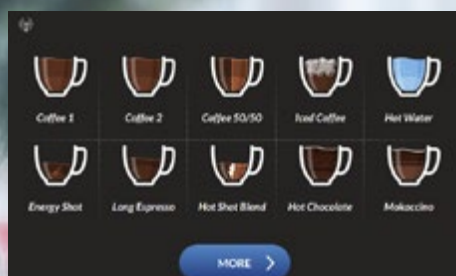 Coffee 1 Coffee 2 Coffee 50/50 Iced Coffee Hot Water
Energy Shot Long Espresso Hot Shot Blend Hot Chocolate Mokaccino
MORE